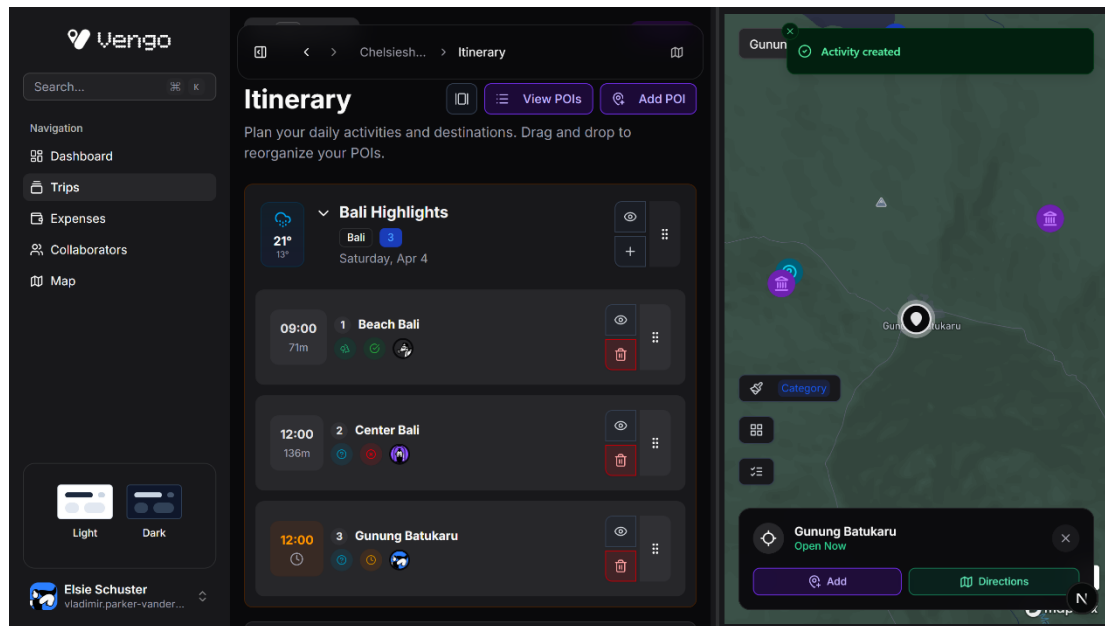 Vengo
Search... ⌘ K
Navigation
Dashboard
Trips
Expenses
Collaborators
Map
Light Dark
Elsie Schuster
vladimir.parker-vander...
Chelsiesh... > Itinerary
Itinerary
View POIs
Add POI
Plan your daily activities and destinations. Drag and drop to
reorganize your POIs.
21°
13°
Bali Highlights
Bali 3
Saturday, Apr 4
09:00
71m
1 Beach Bali
12:00
136m
2 Center Bali
12:00
3 Gunung Batukaru
Activity created
Category
Gunung Batukaru
Open Now
Add
Directions
N